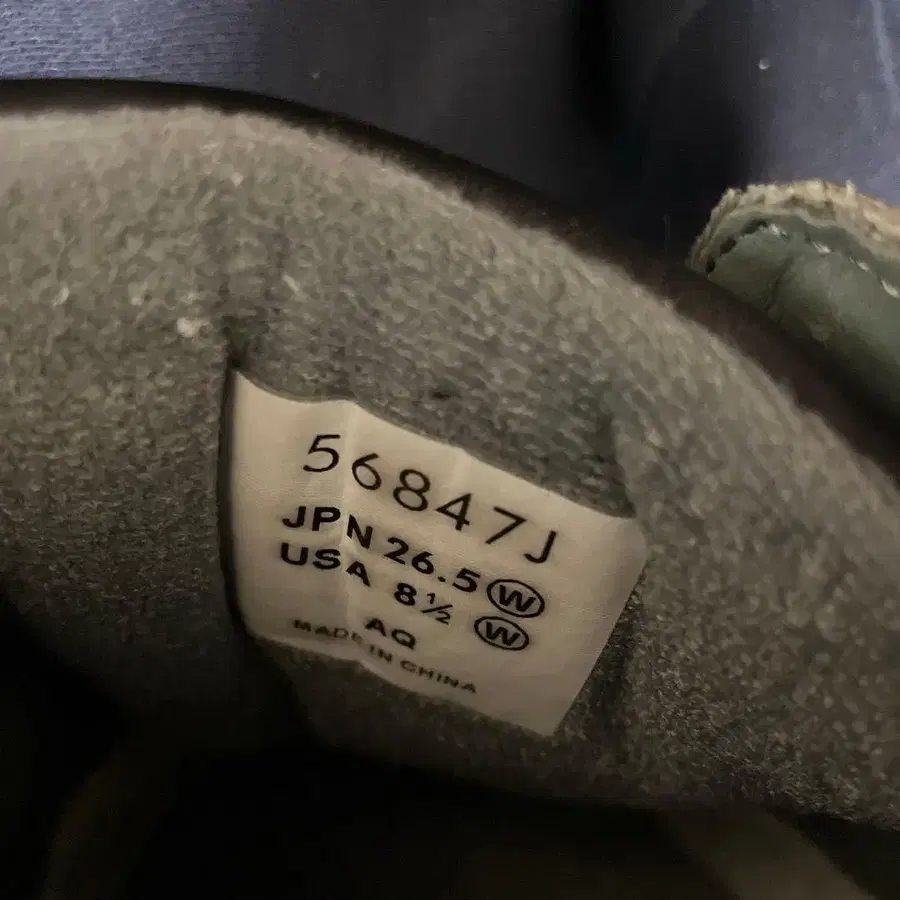 56847J
JPN 26.5 Ⓦ
USA 8½ Ⓦ
AQ
MADE IN CHINA